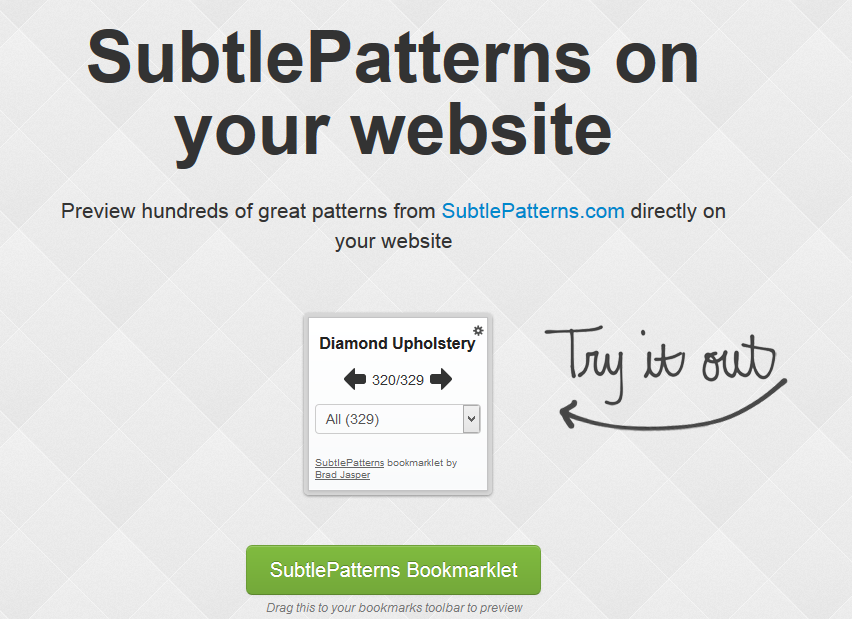 SubtlePatterns on
your website
Preview hundreds of great patterns from SubtlePatterns.com directly on
your website
Diamond Upholstery
320/329
All (329)
SubtlePatterns bookmarklet by
Brad Jasper
Try it out
SubtlePatterns Bookmarklet
Drag this to your bookmarks toolbar to preview